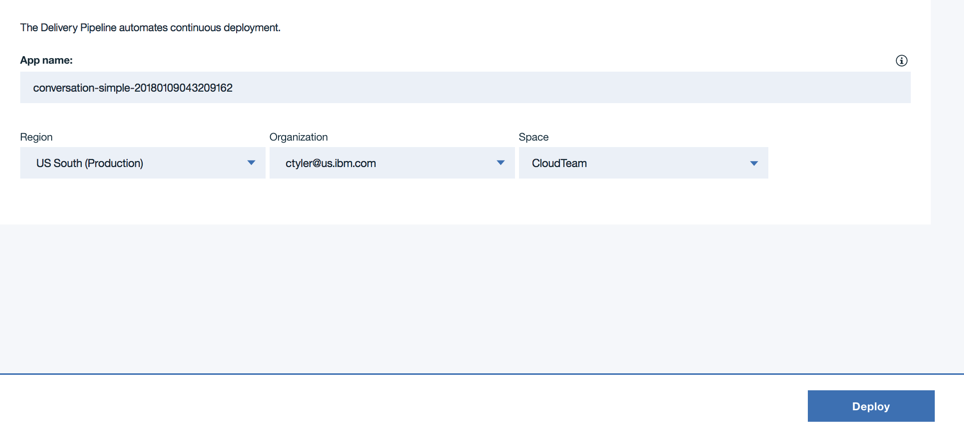 The Delivery Pipeline automates continuous deployment.
App name:
conversation-simple-20180109043209162
Region Organization Space
US South (Production) ctyler@us.ibm.com CloudTeam
Deploy